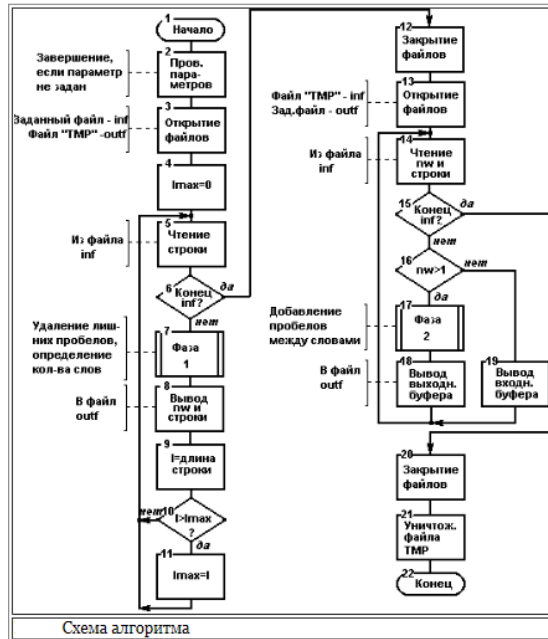 1
Начало
Завершение,
если параметр
не задан
2
Пров.
пара-
метров
Заданный файл - inf
Файл "TMP" -outf
3
Открытие
файлов
4
lmax=0
Из файла
inf
5
Чтение
строки
6
Конец
inf?
да
нет
Удаление лиш-
них пробелов,
определение
кол-ва слов
7
Фаза
1
В файл
outf
8
Вывод
nw и
строки
9
l=длина
строки
нет
10
l>lmax
?
да
11
lmax=l
12
Закрытие
файлов
Файл "TMP" - inf
Зад.файл - outf
13
Открытие
файлов
Из файла
inf
14
Чтение
nw и
строки
15
Конец
inf?
да
нет
16
nw>1
нет
да
Добавление
пробелов
между словами
17
Фаза
2
В файл
outf
18
Вывод
выходн.
буфера
19
Вывод
входн.
буфера
20
Закрытие
файлов
21
Уничтож.
файла
TMP
22
Конец
Схема алгоритма